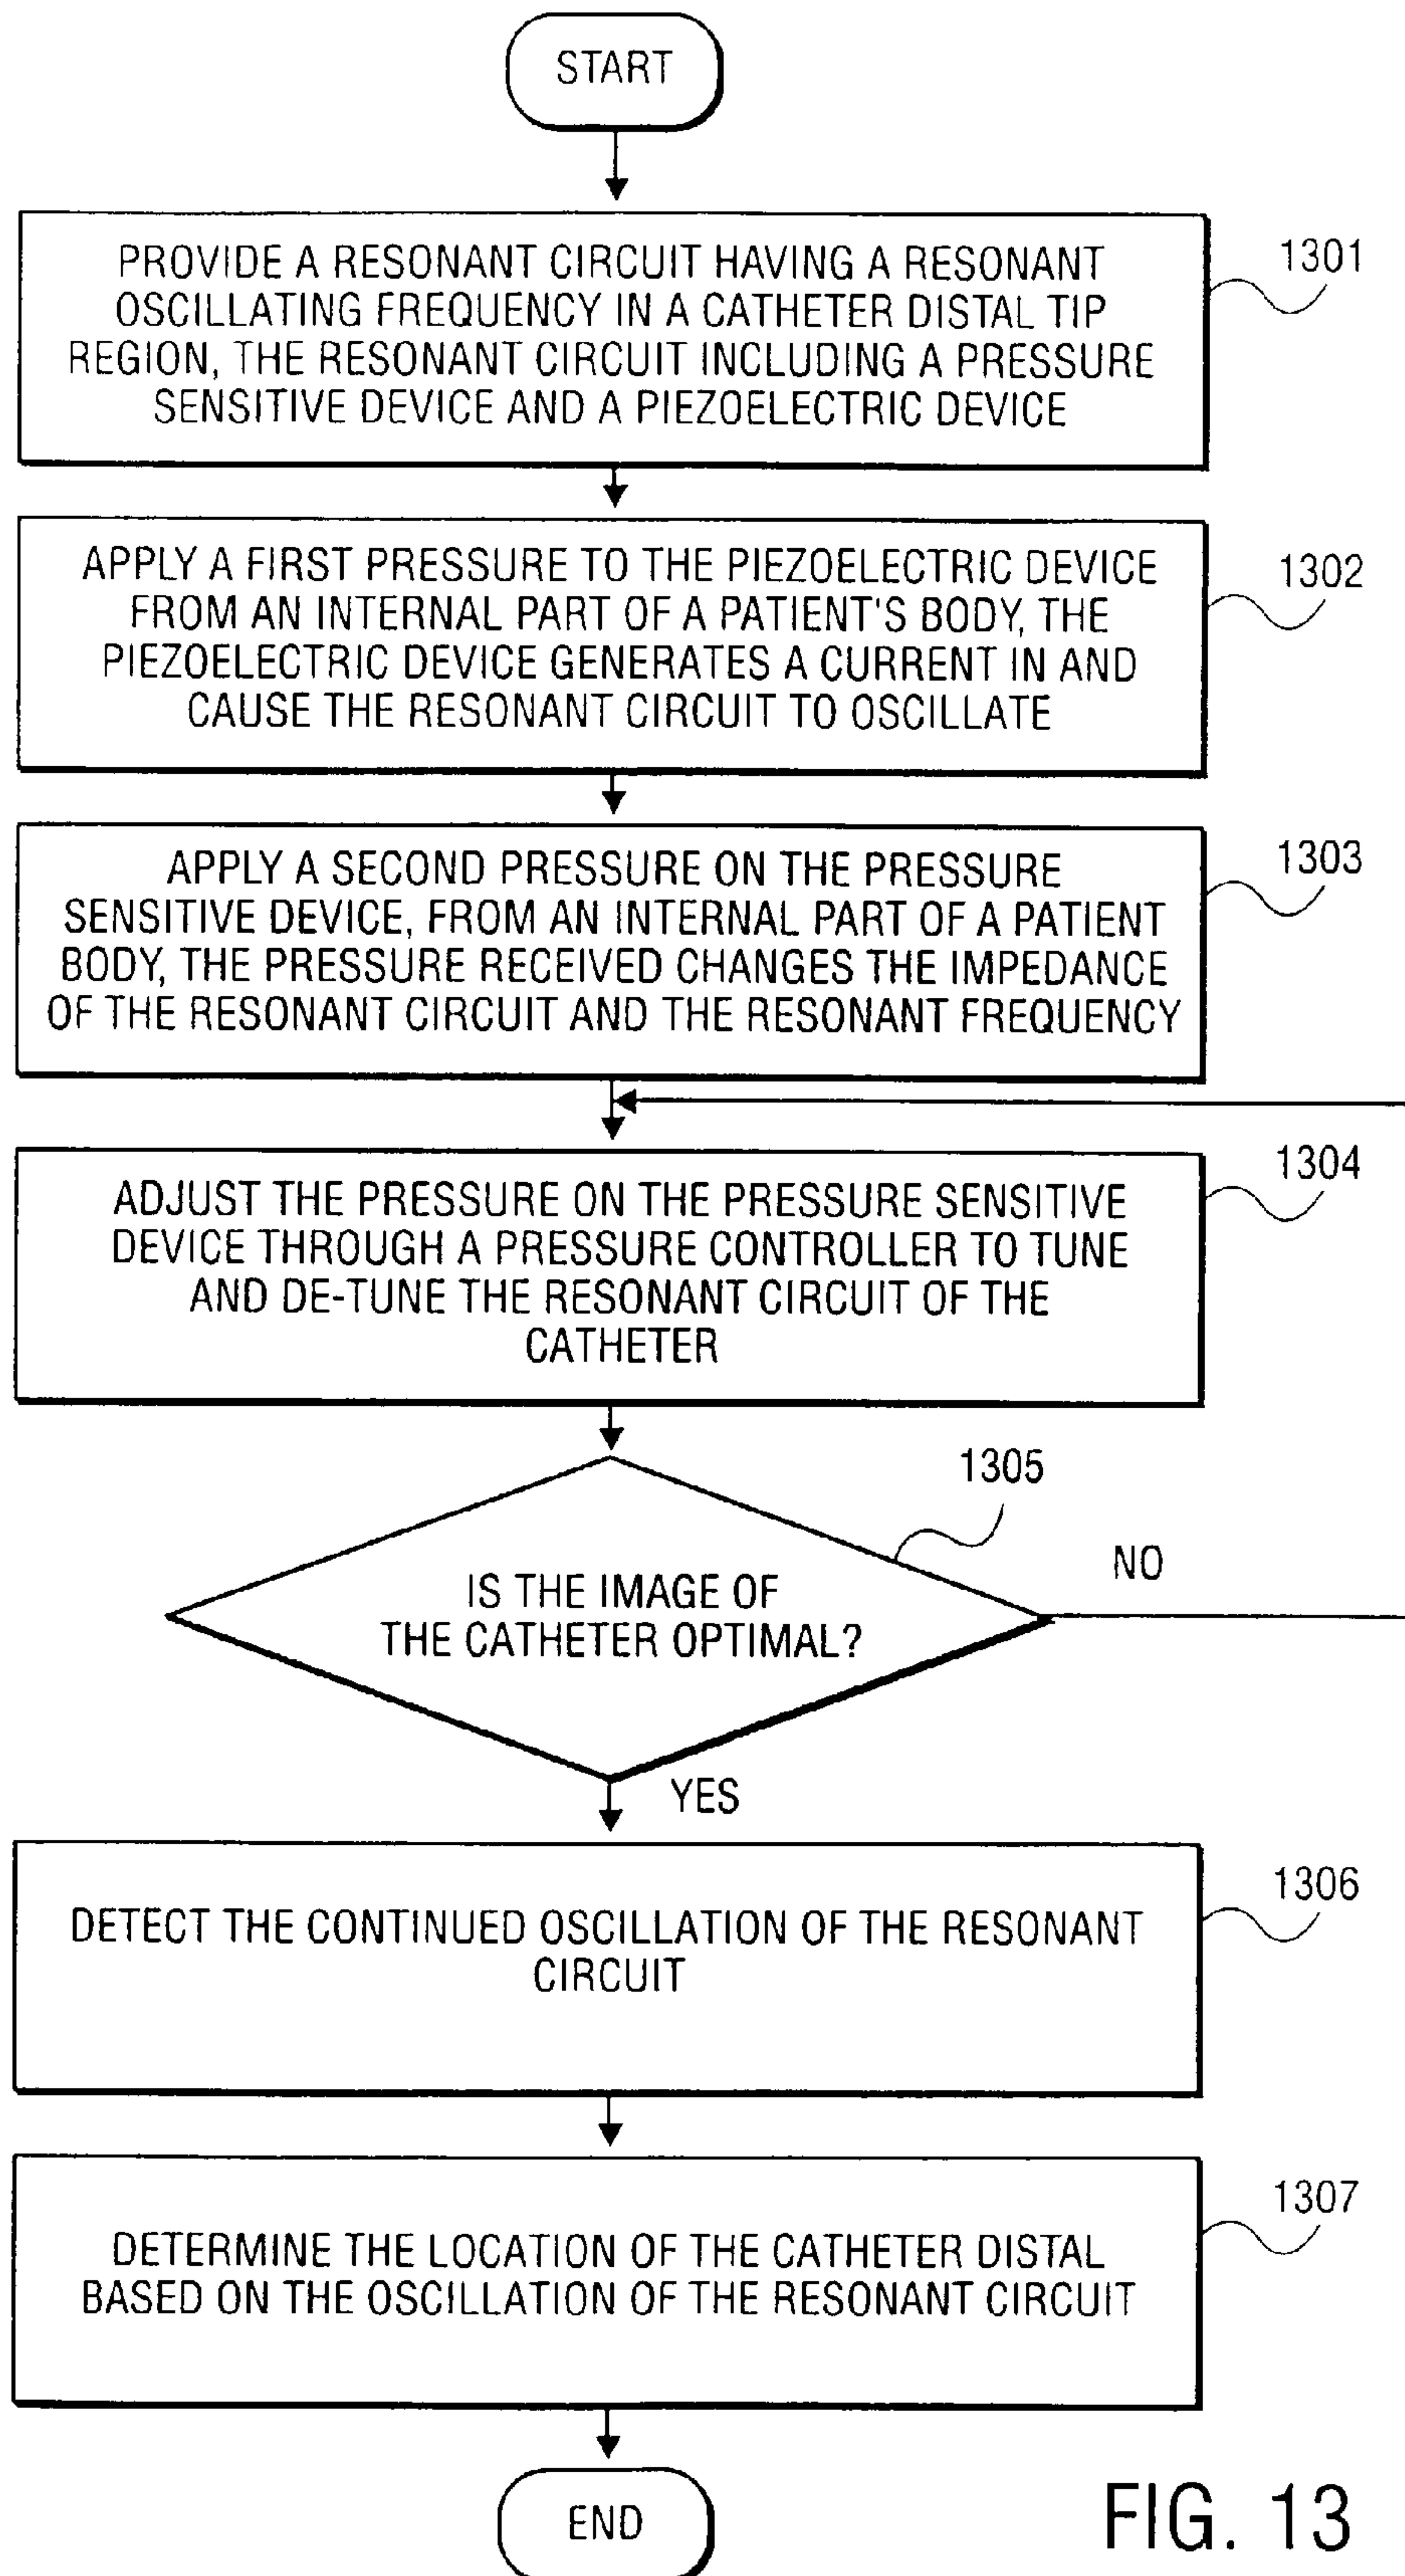 START
PROVIDE A RESONANT CIRCUIT HAVING A RESONANT
OSCILLATING FREQUENCY IN A CATHETER DISTAL TIP
REGION, THE RESONANT CIRCUIT INCLUDING A PRESSURE
SENSITIVE DEVICE AND A PIEZOELECTRIC DEVICE
1301
APPLY A FIRST PRESSURE TO THE PIEZOELECTRIC DEVICE
FROM AN INTERNAL PART OF A PATIENT'S BODY, THE
PIEZOELECTRIC DEVICE GENERATES A CURRENT IN AND
CAUSE THE RESONANT CIRCUIT TO OSCILLATE
1302
APPLY A SECOND PRESSURE ON THE PRESSURE
SENSITIVE DEVICE, FROM AN INTERNAL PART OF A PATIENT
BODY, THE PRESSURE RECEIVED CHANGES THE IMPEDANCE
OF THE RESONANT CIRCUIT AND THE RESONANT FREQUENCY
1303
ADJUST THE PRESSURE ON THE PRESSURE SENSITIVE
DEVICE THROUGH A PRESSURE CONTROLLER TO TUNE
AND DE-TUNE THE RESONANT CIRCUIT OF THE
CATHETER
1304
1305
IS THE IMAGE OF
THE CATHETER OPTIMAL?
NO
YES
DETECT THE CONTINUED OSCILLATION OF THE RESONANT
CIRCUIT
1306
DETERMINE THE LOCATION OF THE CATHETER DISTAL
BASED ON THE OSCILLATION OF THE RESONANT CIRCUIT
1307
END
FIG. 13